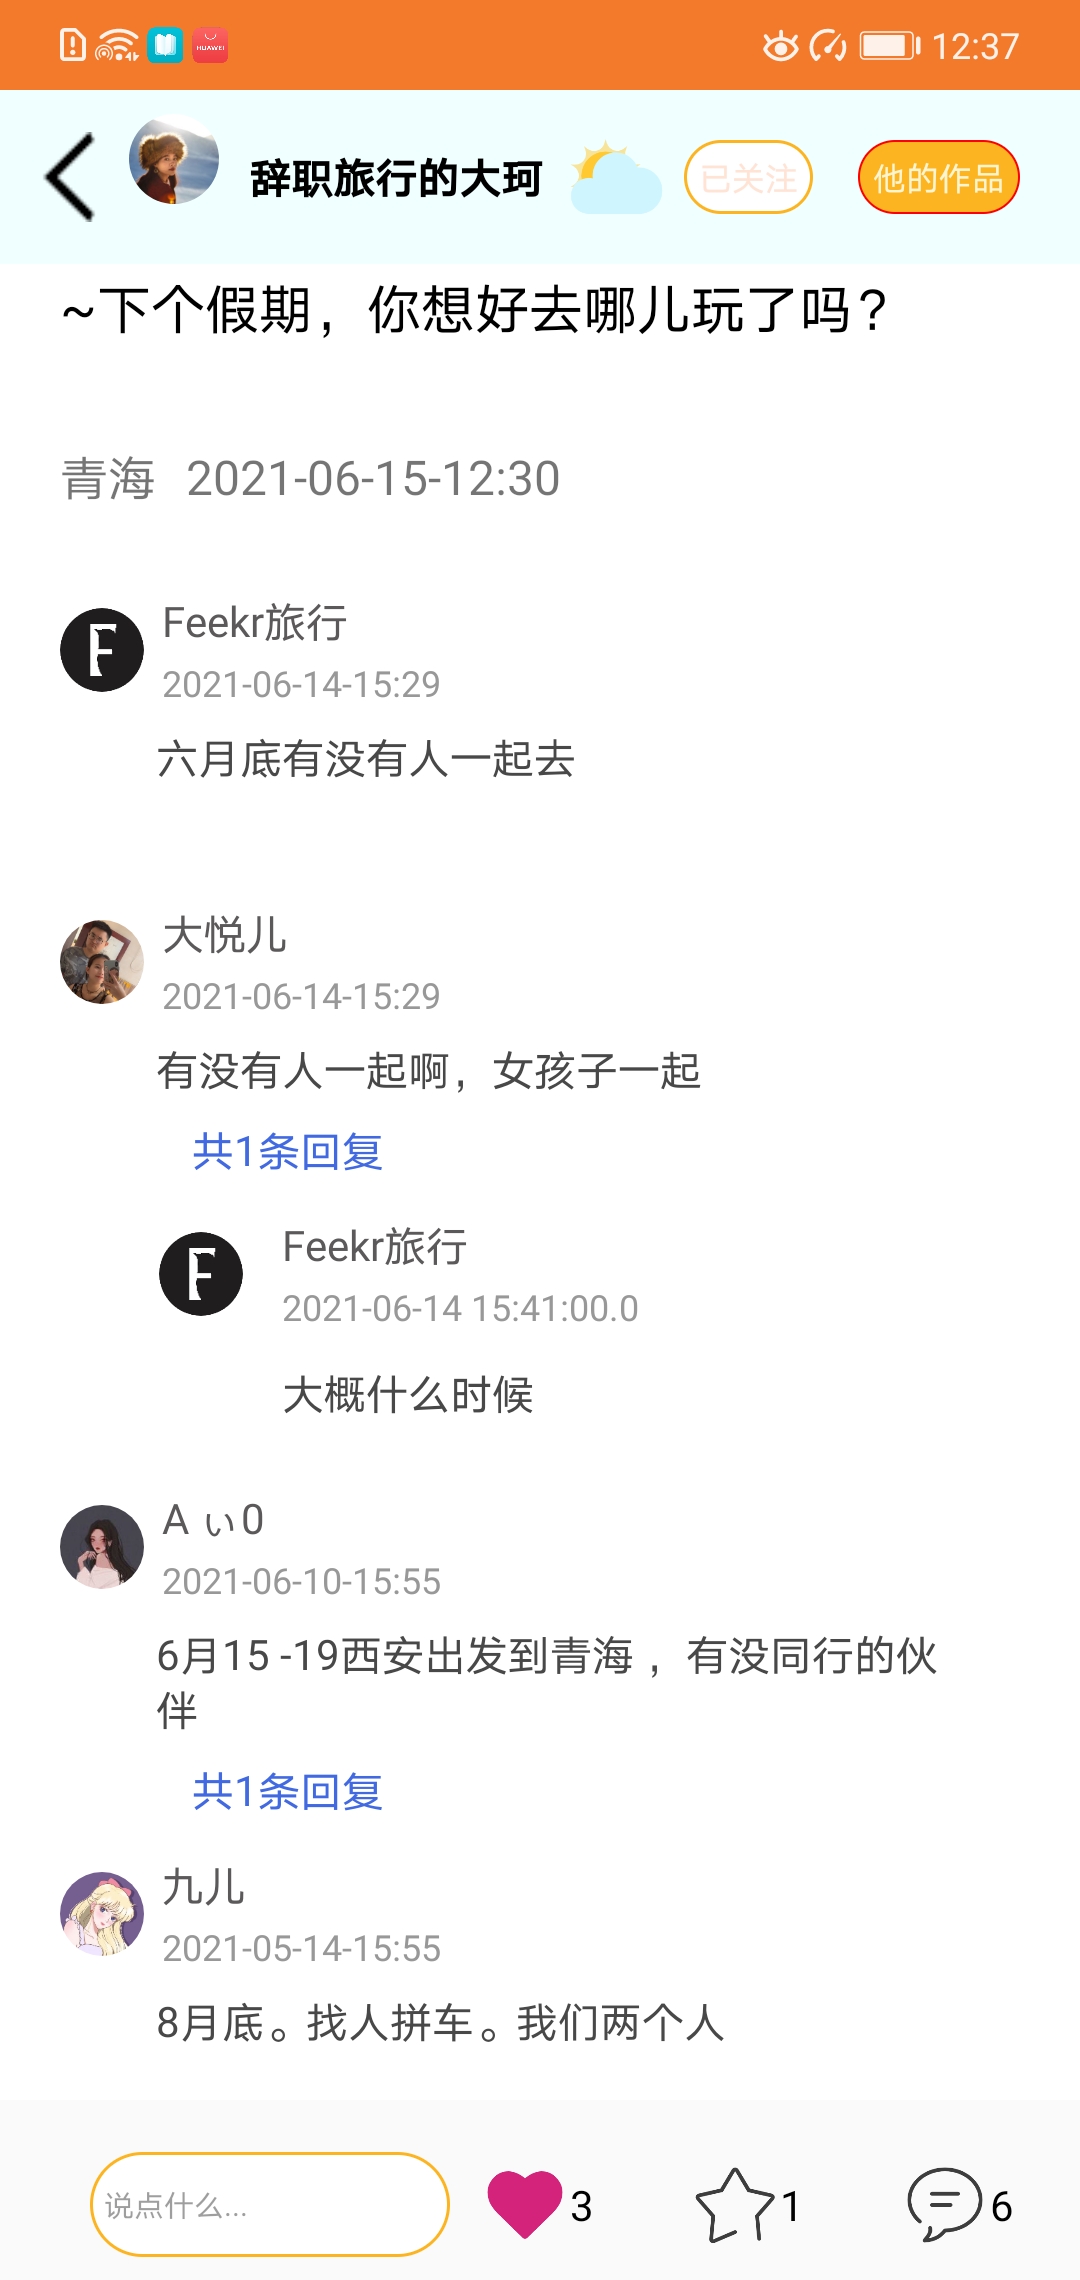 HUAWEI
12:37
辞职旅行的大珂
已关注
他的作品
~下个假期，你想好去哪儿玩了吗？
青海 2021-06-15-12:30
F
Feekr旅行
2021-06-14-15:29
六月底有没有人一起去
大悦儿
2021-06-14-15:29
有没有人一起啊，女孩子一起
共1条回复
F
Feekr旅行
2021-06-14 15:41:00.0
大概什么时候
A ぃ0
2021-06-10-15:55
6月15 -19西安出发到青海 ，有没同行的伙
伴
共1条回复
九儿
2021-05-14-15:55
8月底。找人拼车。我们两个人
说点什么...
3
1
6